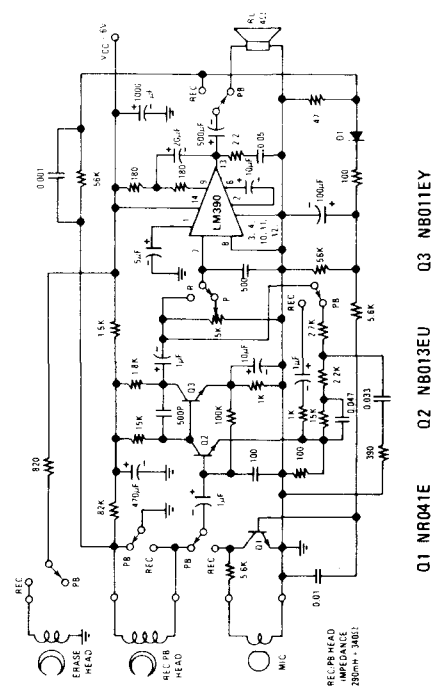 REC
PB
ERASE
HEAD
820
0.001
56K
VCC - 6V
82K
1.5K
REC/PB
HEAD
PB
REC
470µF
15K
1.8K
500P
1µF
Q3
Q2
1µF
PB
REC
R
P
5K
5µF
1
7
8
14
9
6
2
13
3, 4,
10, 11,
12,
LM390
180
180
20µF
10µF
1000
µF
500µF
2.2
0.05
REC
PB
RL
4Ω
MIC
5.6K
Q1
100
100K
1K
10µF
500
100
1K
1µF
REC
PB
15K
2.2K
2.7K
0.047
56K
100µF
47
100
D1
0.01
390
0.033
5.6K
REC/PB HEAD
IMPEDANCE
290mH + 340Ω
Q1 NR041E Q2 NB013EU Q3 NB011EY